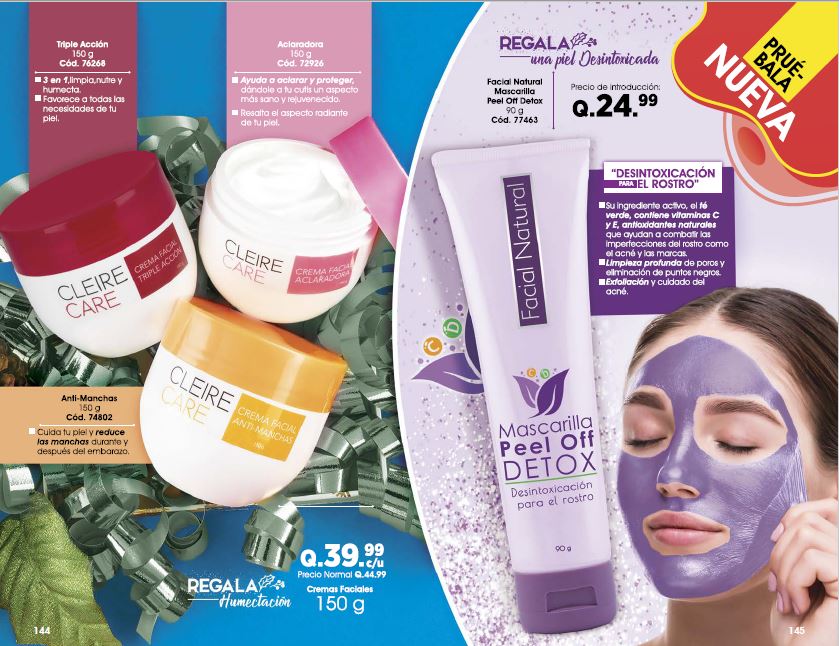 Triple Acción
150 g
Cód. 76268
3 en 1, limpia, nutre y
humecta.
Favorece a todas las
necesidades de tu
piel.
Aclaradora
150 g
Cód. 72926
Ayuda a aclarar y proteger,
dándole a tu cutis un aspecto
más sano y rejuvenecido.
Resalta el aspecto radiante
de tu piel.
CLEIRE
CARE
CREMA FACIAL
TRIPLE ACCIÓN
CLEIRE
CARE
CREMA FACIAL
ACLARADORA
CLEIRE
CARE
CREMA FACIAL
ANTI-MANCHAS
Anti-Manchas
150 g
Cód. 74802
Cuida tu piel y reduce
las manchas durante y
después del embarazo.
REGALA
Humectación
Q.39.99
c/u
Precio Normal Q.44.99
Cremas Faciales
150 g
144
REGALA
una piel Desintoxicada
Facial Natural
Mascarilla
Peel Off Detox
90 g
Cód. 77463
Precio de introducción:
Q.24.99
PRUÉ-
BALA
NUEVA
"DESINTOXICACIÓN
PARA EL ROSTRO"
Su ingrediente activo, el té
verde, contiene vitaminas C
y E, antioxidantes naturales
que ayudan a combatir las
imperfecciones del rostro como
el acné y las marcas.
Limpieza profunda de poros y
eliminación de puntos negros.
Exfoliación y cuidado del
acné.
Facial Natural
C D
C D
Mascarilla
Peel Off
DETOX
Desintoxicación
para el rostro
90 g
145